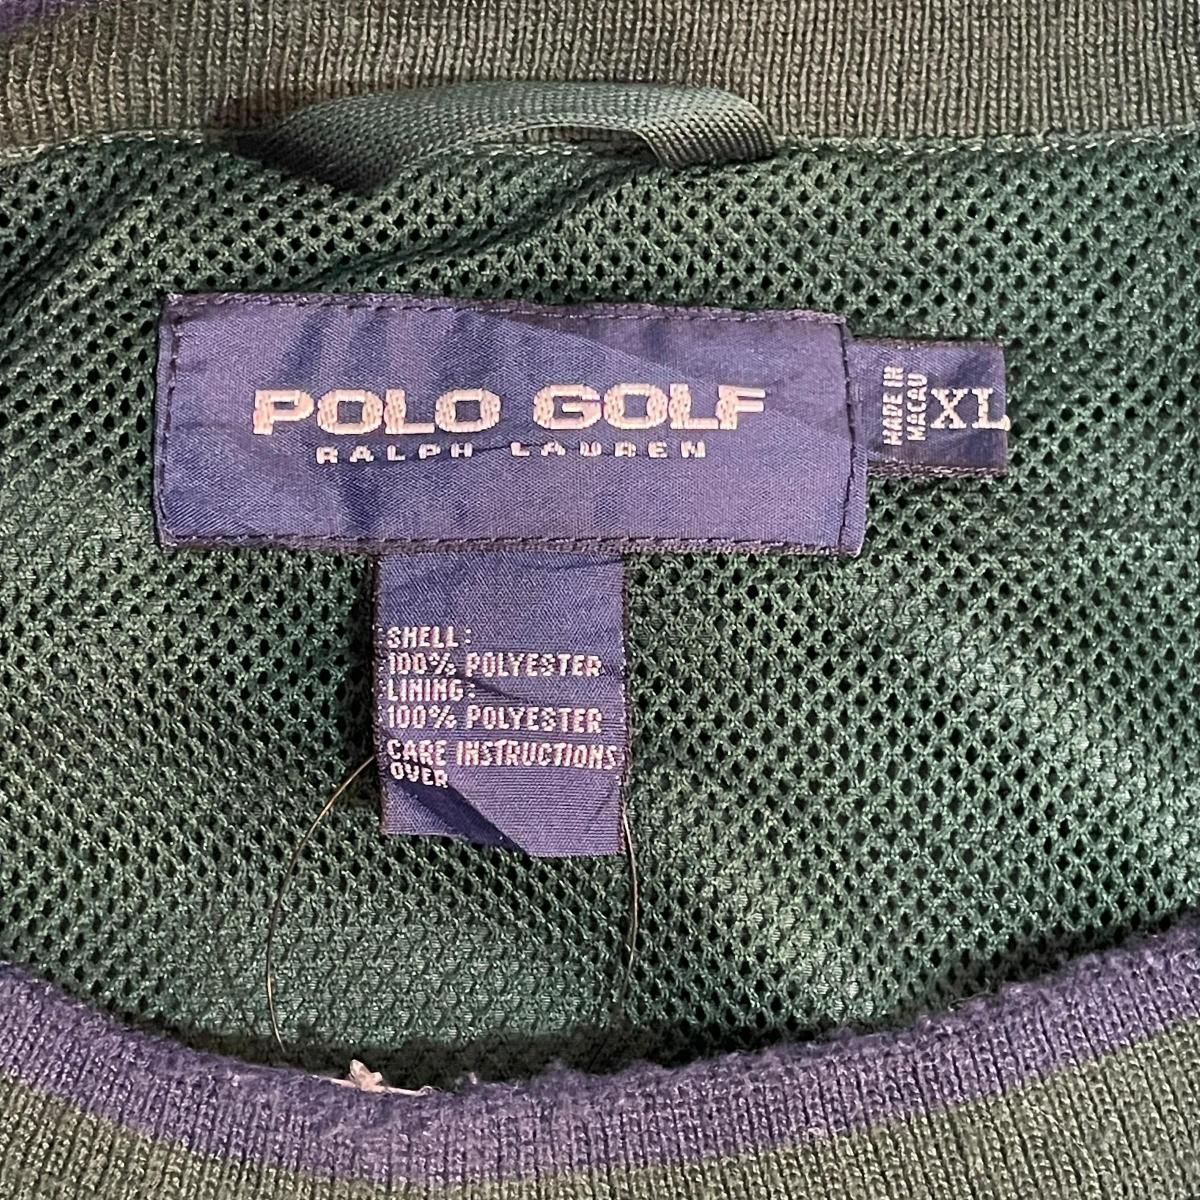 POLO GOLF
RALPH LAUREN
MADE IN
MACAU
XL
SHELL:
100% POLYESTER
LINING:
100% POLYESTER
CARE INSTRUCTIONS
OVER